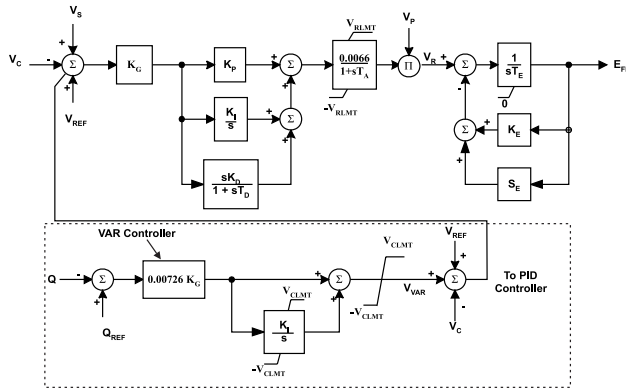 V_S
V_RLMT
V_P
V_C
+
-
Σ
+
V_REF
K_G
K_P
+
Σ
+
0.0066
1+sT_A
-V_RLMT
Π
V_R
+
Σ
-
1
sT_E
0
E_F
K_I
s
+
Σ
+
sK_D
1 + sT_D
Σ
+
+
K_E
S_E
VAR Controller
Q
-
Σ
+
Q_REF
0.00726 K_G
V_CLMT
K_I
s
-V_CLMT
+
Σ
+
V_CLMT
-V_CLMT
V_VAR
V_REF
+
+
Σ
-
V_C
To PID
Controller